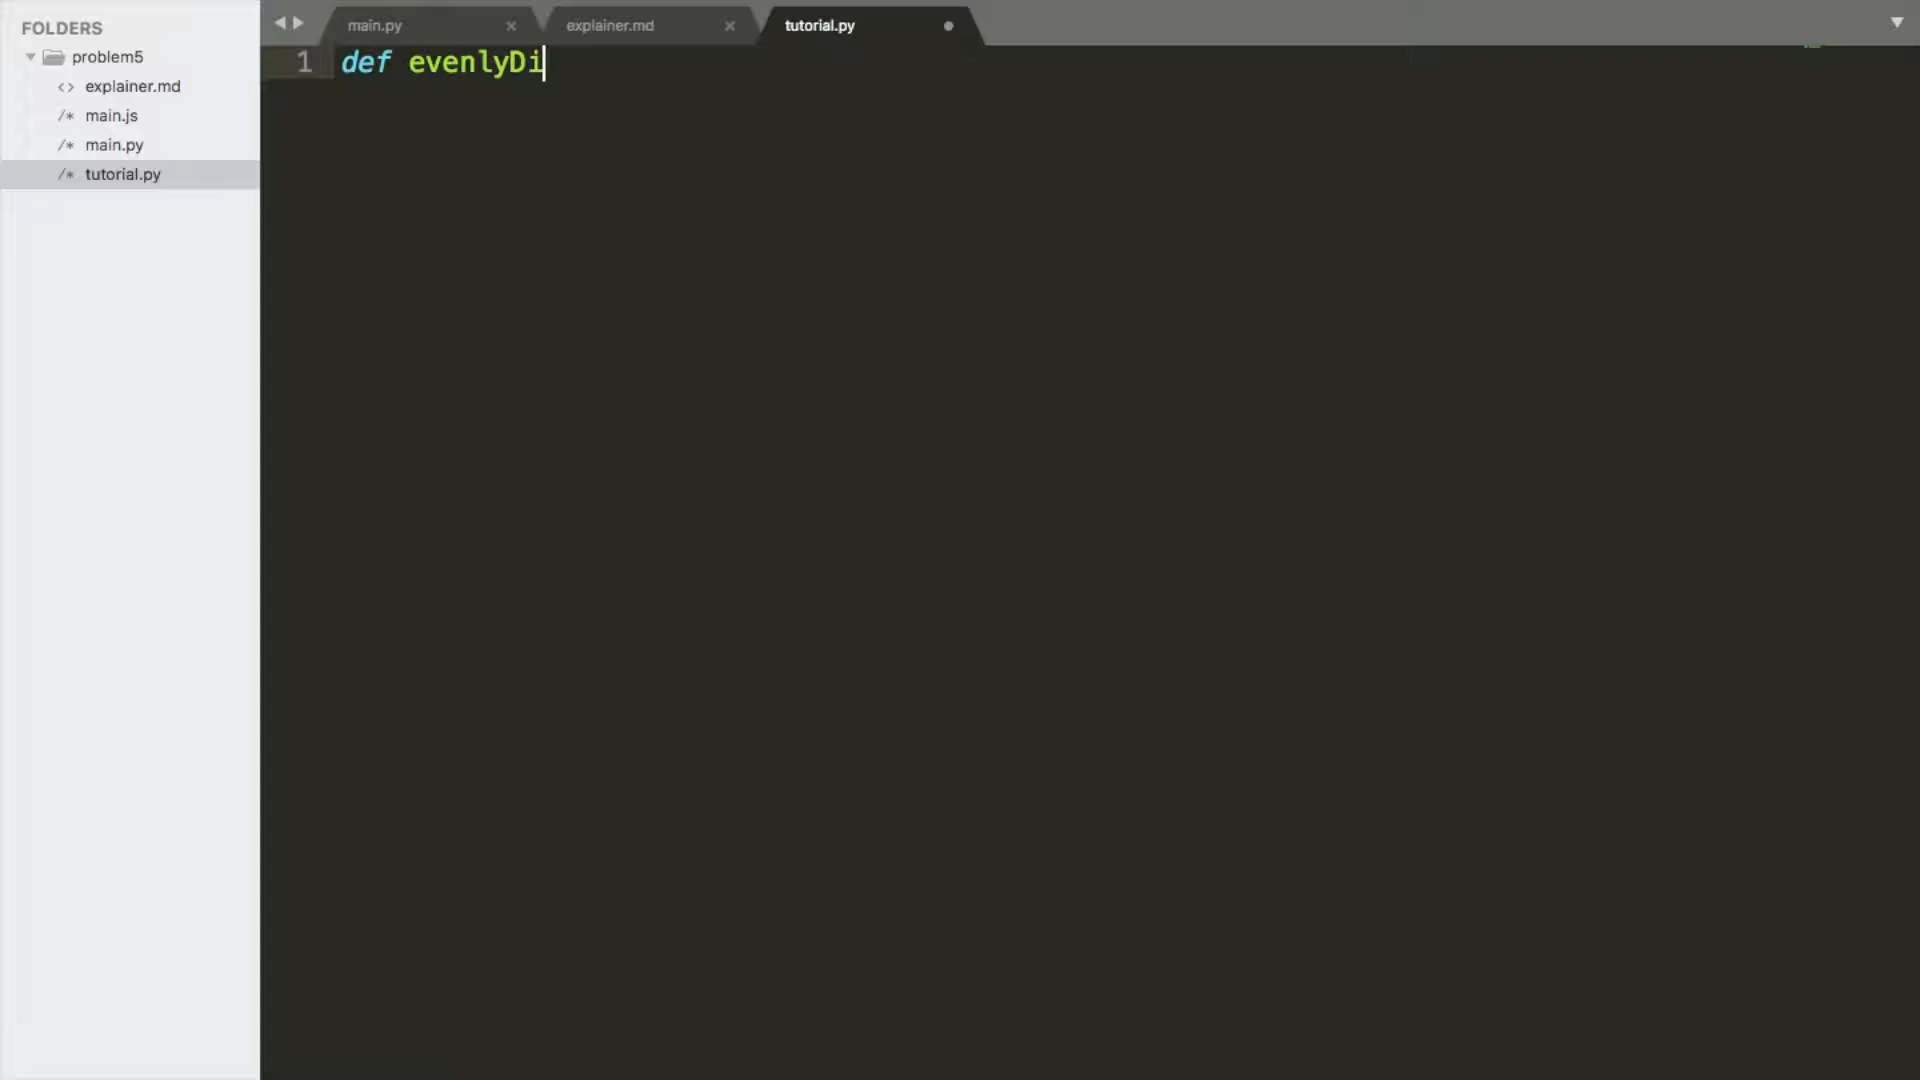 FOLDERS
problem5
<> explainer.md
/* main.js
/* main.py
/* tutorial.py
main.py
explainer.md
tutorial.py
1 def evenlyDi